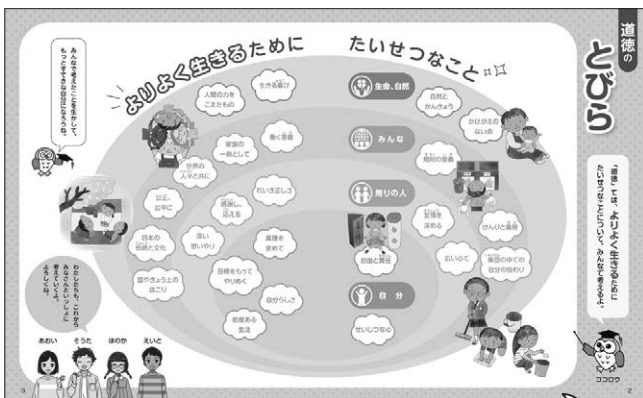 道徳の
とびら
「道徳」では、よりよく生きるために
たいせつなことについて、みんなで考えるよ。
ココロウ
2
よりよく生きるために
たいせつなこと
生命、自然
みんな
周りの人
自分
自然と
かんきょう
かけがえの
ない命
規則の意義
友情を
深める
けんりと義務
広い心で
集団の中での
自分の役わり
自由と責任
せいじつな心
生きる喜び
人間の力を
こえたもの
働く意義
家族の
一員として
世界の
人々と共に
公正、
公平に
れいぎ正しさ
感謝し、
応える
日本の
伝統と文化
深い
思いやり
真理を
求めて
国やきょう土の
ほこり
目標をもって
やりぬく
自分らしさ
節度ある
生活
みんなで考えたことを生かして、
もっとすてきな自分になろうね。
わたしたちも、これから
みなさんといっしょに
考えていくよ。
よろしくね。
あおい
そうた
ほのか
えいと
3